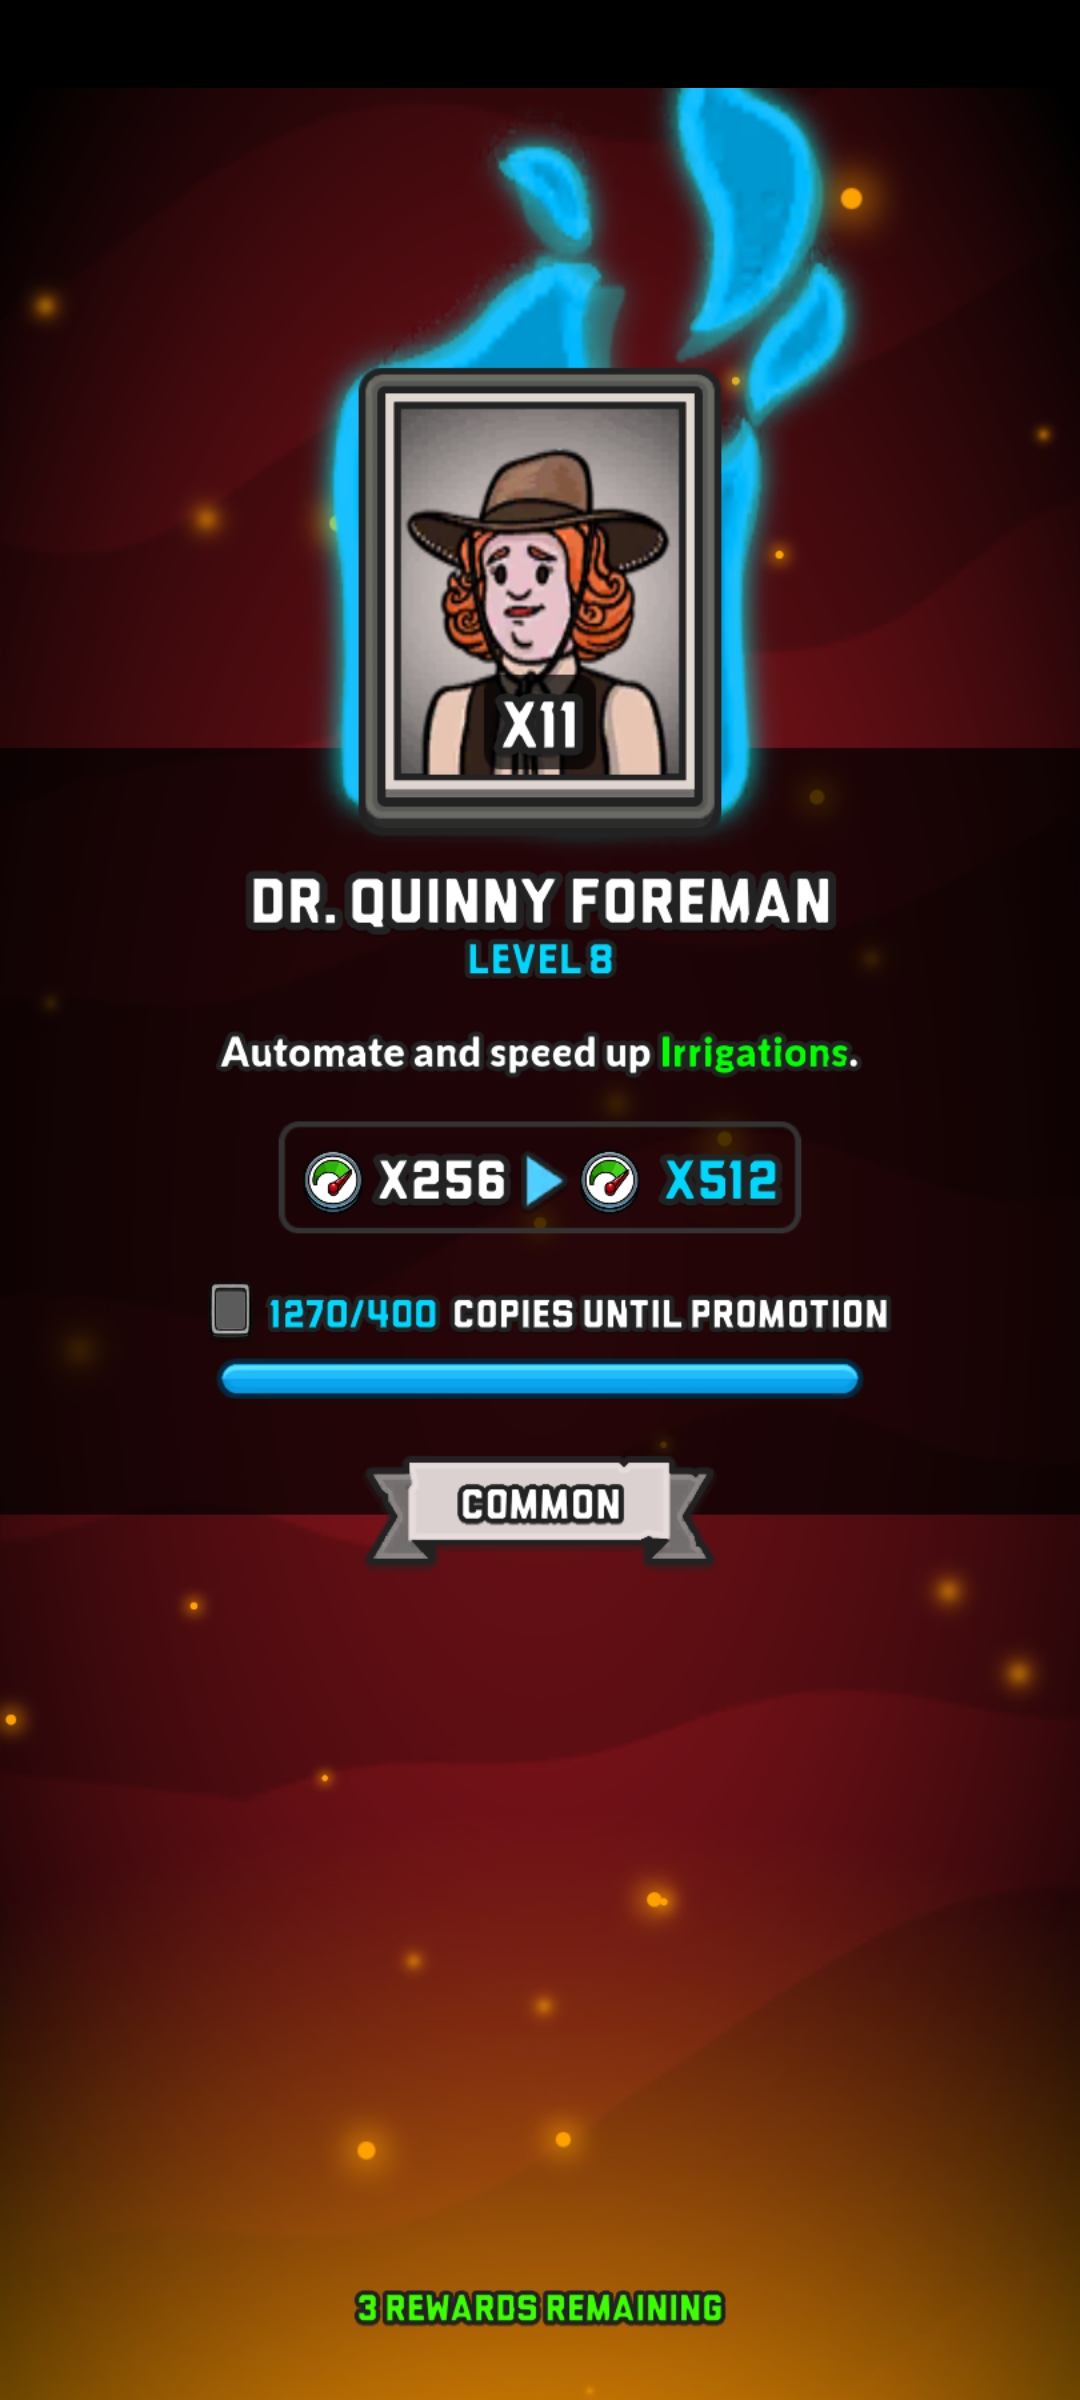 X11
DR. QUINNY FOREMAN
LEVEL 8
Automate and speed up Irrigations.
X256 X512
1270/400 COPIES UNTIL PROMOTION
COMMON
3 REWARDS REMAINING